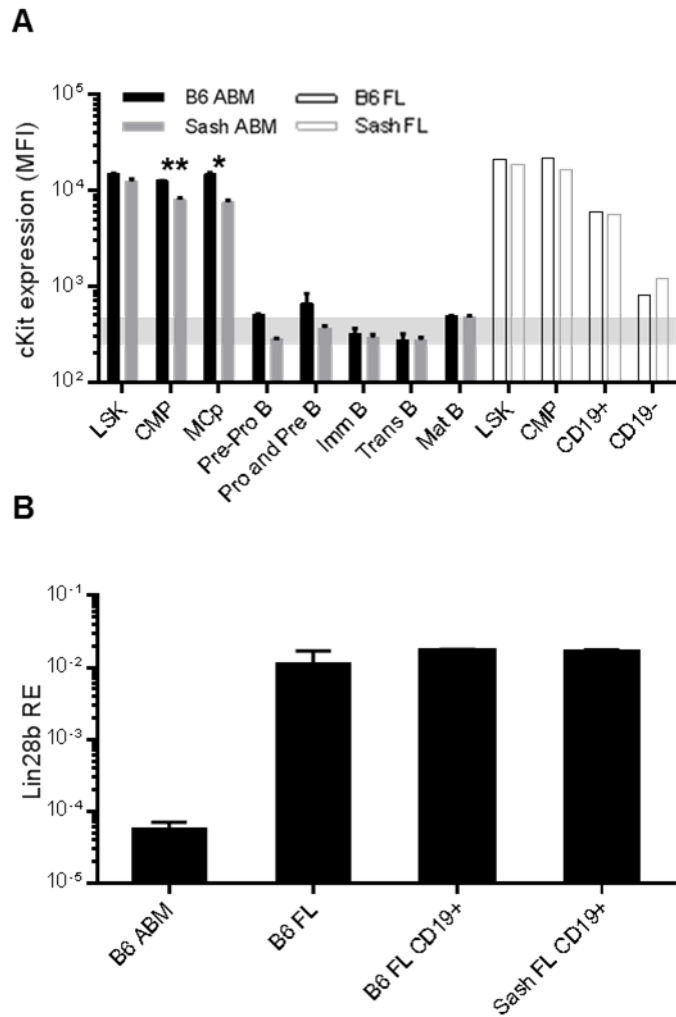 A
B6 ABM B6 FL
Sash ABM Sash FL
cKit expression (MFI)
10^5
10^4
10^3
10^2
** *
LSK CMP MCp Pre-Pro B Pro and Pre B Imm B Trans B Mat B LSK CMP CD19+ CD19-
B
Lin28b RE
10^-1
10^-2
10^-3
10^-4
10^-5
B6 ABM B6 FL B6 FL CD19+ Sash FL CD19+